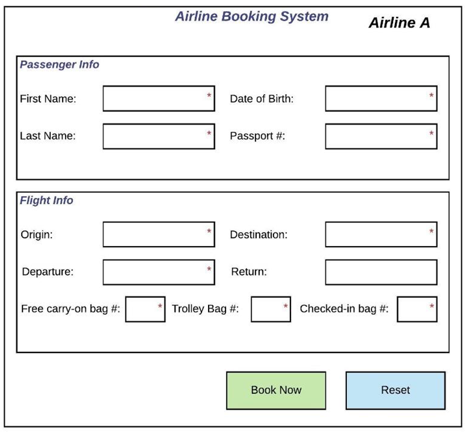 Airline Booking System
Airline A
Passenger Info
First Name: * Date of Birth: *
Last Name: * Passport #: *
Flight Info
Origin: * Destination: *
Departure: * Return:
Free carry-on bag #: * Trolley Bag #: * Checked-in bag #: *
Book Now Reset